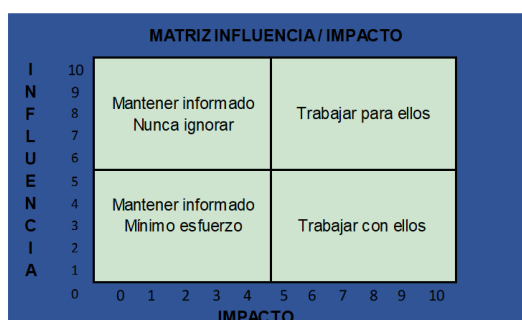 MATRIZ INFLUENCIA / IMPACTO
INFLUENCIA
10
9
8
7
6
5
4
3
2
1
0
Mantener informado
Nunca ignorar
Trabajar para ellos
Mantener informado
Mínimo esfuerzo
Trabajar con ellos
0 1 2 3 4 5 6 7 8 9 10
IMPACTO